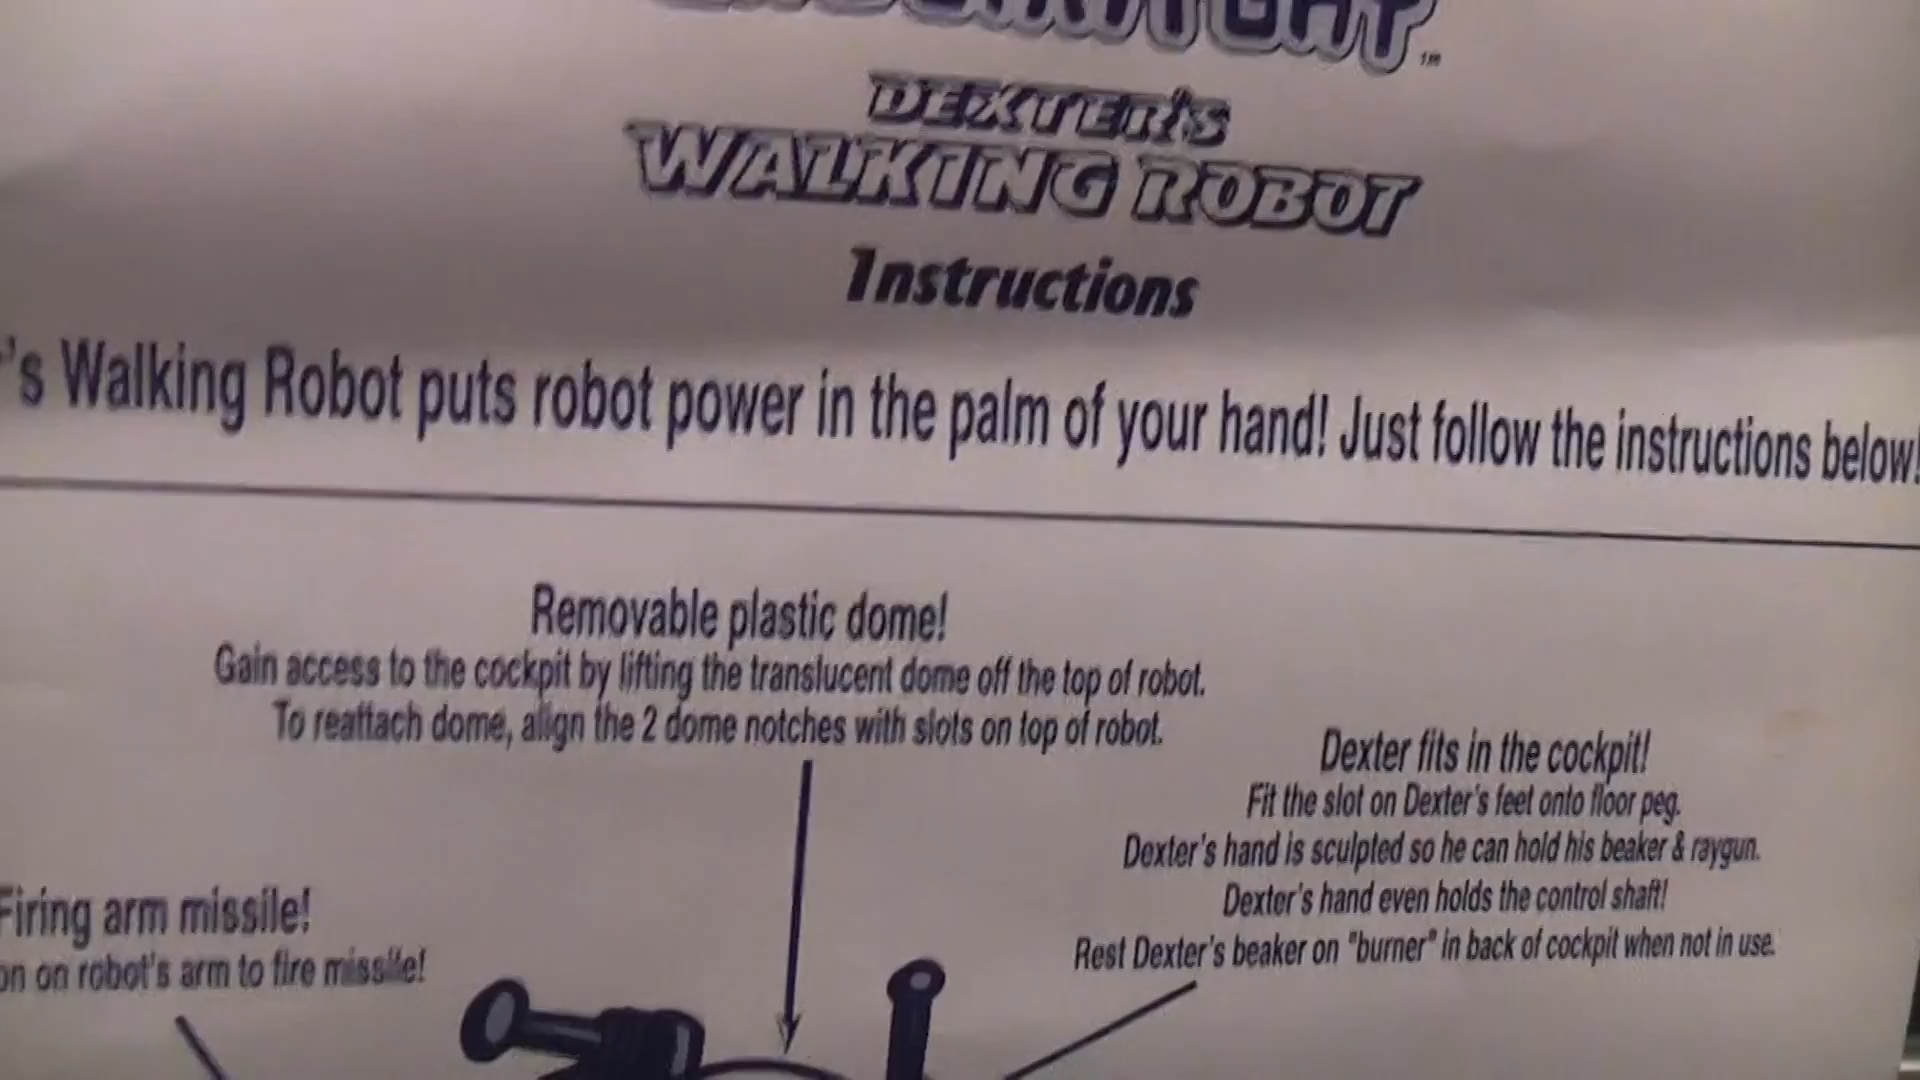 TM
DEXTER'S
WALKING ROBOT
Instructions
's Walking Robot puts robot power in the palm of your hand! Just follow the instructions below!
Removable plastic dome!
Gain access to the cockpit by lifting the translucent dome off the top of robot.
To reattach dome, align the 2 dome notches with slots on top of robot.
Dexter fits in the cockpit!
Fit the slot on Dexter's feet onto floor peg.
Dexter's hand is sculpted so he can hold his beaker & raygun.
Dexter's hand even holds the control shaft!
Rest Dexter's beaker on "burner" in back of cockpit when not in use.
Firing arm missile!
on on robot's arm to fire missile!